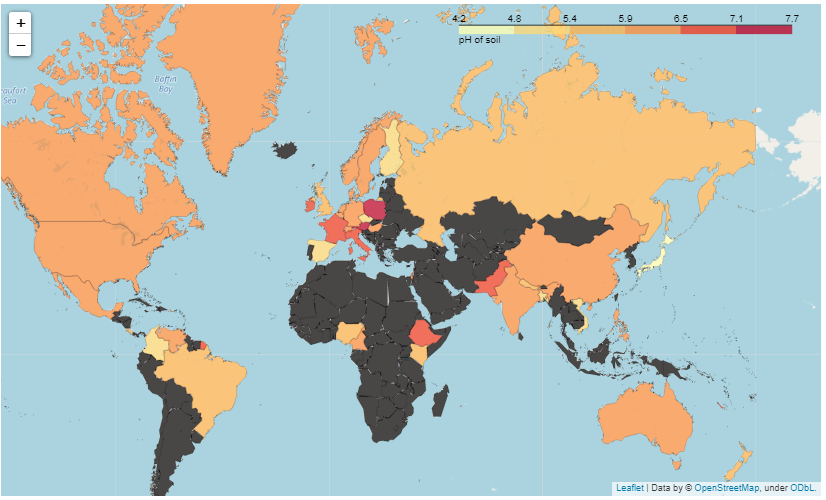 +
−
Baffin
Bay
eaufort
Sea
4.2 4.8 5.4 5.9 6.5 7.1 7.7
pH of soil
Leaflet | Data by © OpenStreetMap, under ODbL.